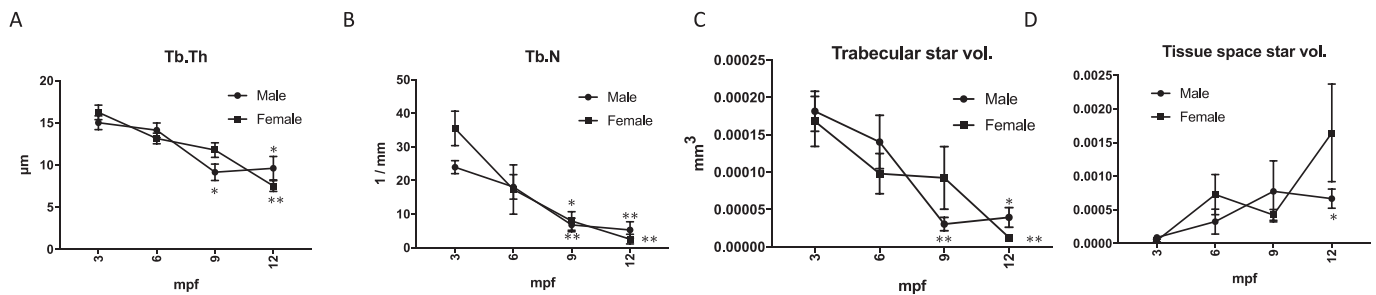 A
Tb.Th
20
15
10
5
0
µm
Male
Female
*
*
**
3
6
9
12
mpf
B
Tb.N
50
40
30
20
10
0
1 / mm
Male
Female
*
**
**
**
3
6
9
12
mpf
C
Trabecular star vol.
0.00025
0.00020
0.00015
0.00010
0.00005
0.00000
mm³
Male
Female
*
**
**
3
6
9
12
mpf
D
Tissue space star vol.
0.0025
0.0020
0.0015
0.0010
0.0005
0.0000
Male
Female
*
3
6
9
12
mpf